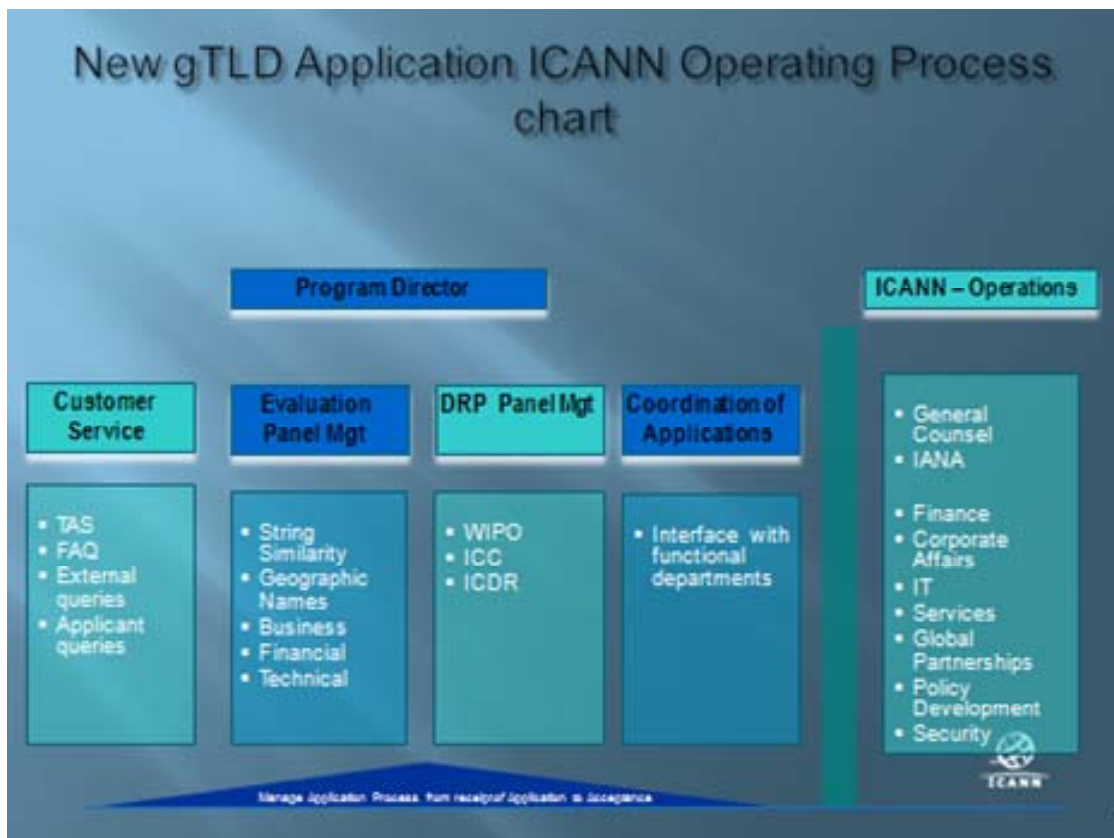 New gTLD Application ICANN Operating Process
chart
Program Director
ICANN – Operations
Customer
Service
▪ TAS
▪ FAQ
▪ External
queries
▪ Applicant
queries
Evaluation
Panel Mgt
▪ String
Similarity
▪ Geographic
Names
▪ Business
▪ Financial
▪ Technical
DRP Panel Mgt
▪ WIPO
▪ ICC
▪ ICDR
Coordination of
Applications
▪ Interface with
functional
departments
▪ General
Counsel
▪ IANA
▪ Finance
▪ Corporate
Affairs
▪ IT
▪ Services
▪ Global
Partnerships
▪ Policy
Development
▪ Security
ICANN
Manage Application Process from receipt of Application to Acceptance